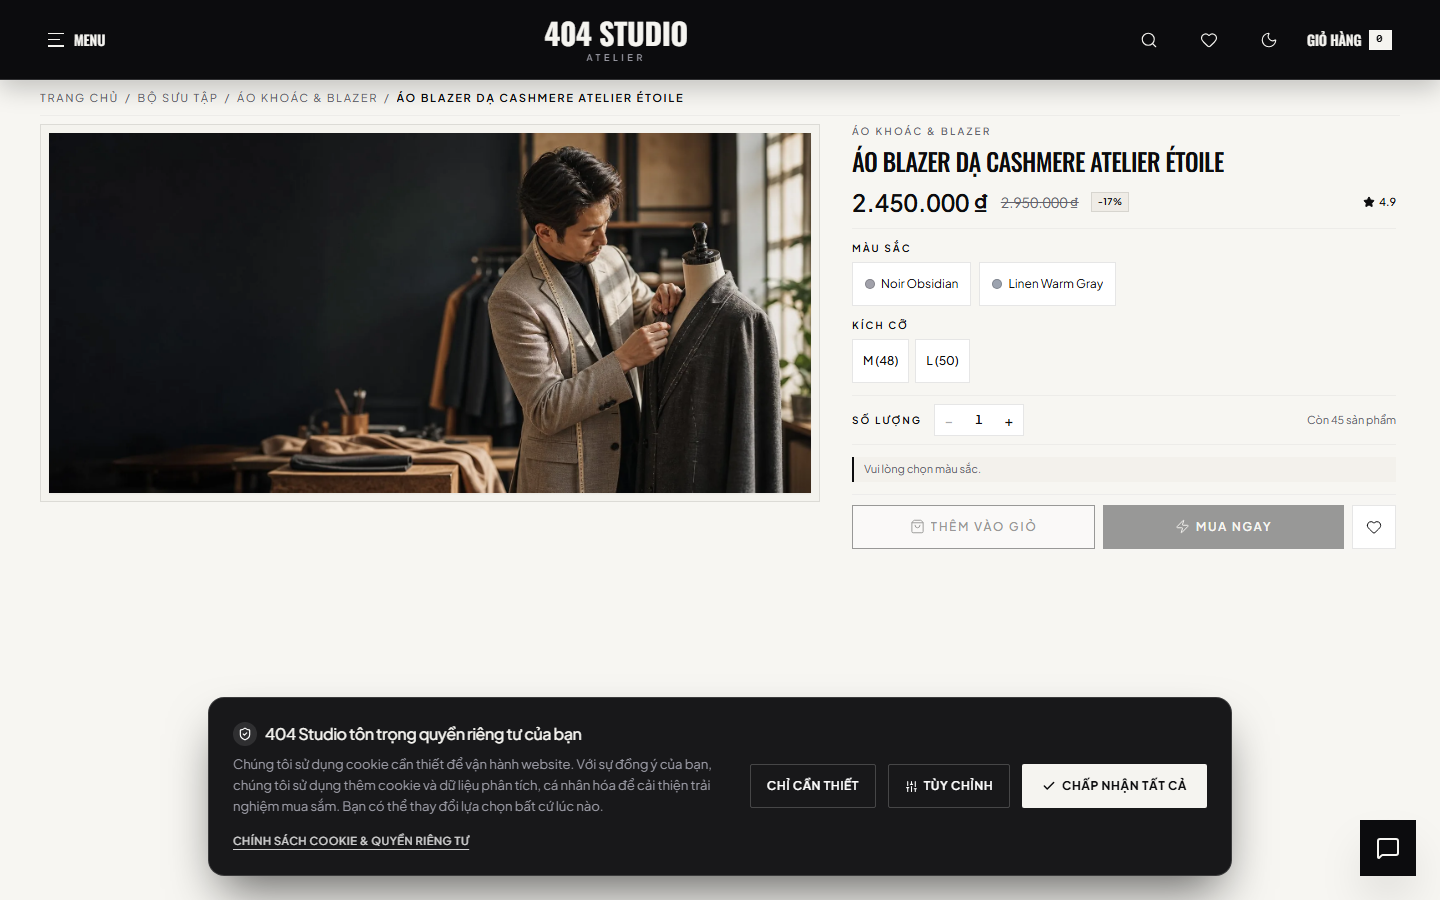 MENU
404 STUDIO
ATELIER
GIỎ HÀNG 0
TRANG CHỦ / BỘ SƯU TẬP / ÁO KHOÁC & BLAZER / ÁO BLAZER DẠ CASHMERE ATELIER ÉTOILE
ÁO KHOÁC & BLAZER
ÁO BLAZER DẠ CASHMERE ATELIER ÉTOILE
2.450.000 ₫ 2.950.000 ₫ -17% 4.9
MÀU SẮC
Noir Obsidian Linen Warm Gray
KÍCH CỠ
M (48) L (50)
SỐ LƯỢNG − 1 + Còn 45 sản phẩm
Vui lòng chọn màu sắc.
THÊM VÀO GIỎ MUA NGAY
404 Studio tôn trọng quyền riêng tư của bạn
Chúng tôi sử dụng cookie cần thiết để vận hành website. Với sự đồng ý của bạn,
chúng tôi sử dụng thêm cookie và dữ liệu phân tích, cá nhân hóa để cải thiện trải
nghiệm mua sắm. Bạn có thể thay đổi lựa chọn bất cứ lúc nào.
CHÍNH SÁCH COOKIE & QUYỀN RIÊNG TƯ
CHỈ CẦN THIẾT TÙY CHỈNH CHẤP NHẬN TẤT CẢ